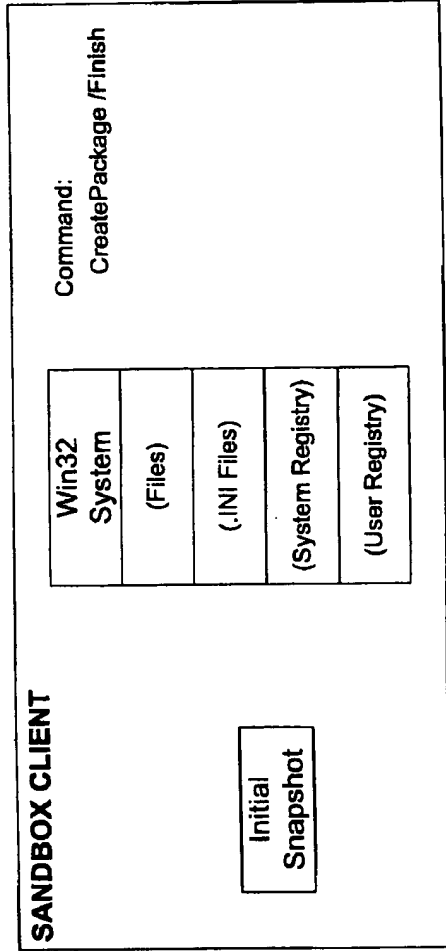 SANDBOX CLIENT
Initial
Snapshot
Win32
System
(Files)
(.INI Files)
(System Registry)
(User Registry)
Command:
CreatePackage /Finish